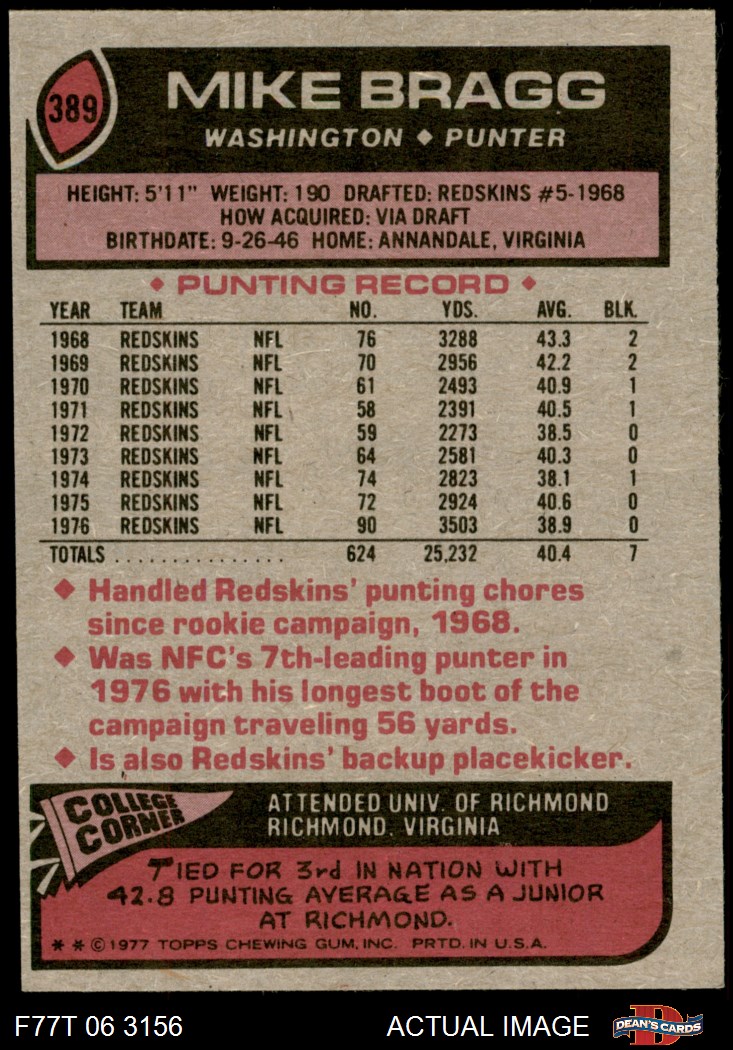 389
MIKE BRAGG
WASHINGTON ◆ PUNTER
HEIGHT: 5'11" WEIGHT: 190 DRAFTED: REDSKINS #5-1968
HOW ACQUIRED: VIA DRAFT
BIRTHDATE: 9-26-46 HOME: ANNANDALE, VIRGINIA
◆ PUNTING RECORD ◆
YEAR TEAM NO. YDS. AVG. BLK.
1968 REDSKINS NFL 76 3288 43.3 2
1969 REDSKINS NFL 70 2956 42.2 2
1970 REDSKINS NFL 61 2493 40.9 1
1971 REDSKINS NFL 58 2391 40.5 1
1972 REDSKINS NFL 59 2273 38.5 0
1973 REDSKINS NFL 64 2581 40.3 0
1974 REDSKINS NFL 74 2823 38.1 1
1975 REDSKINS NFL 72 2924 40.6 0
1976 REDSKINS NFL 90 3503 38.9 0
TOTALS . . . . . . . . . . . . . . . . 624 25,232 40.4 7
◆ Handled Redskins' punting chores
since rookie campaign, 1968.
◆ Was NFC's 7th-leading punter in
1976 with his longest boot of the
campaign traveling 56 yards.
◆ Is also Redskins' backup placekicker.
COLLEGE
CORNER
ATTENDED UNIV. OF RICHMOND
RICHMOND, VIRGINIA
TIED FOR 3rd IN NATION WITH
42.8 PUNTING AVERAGE AS A JUNIOR
AT RICHMOND.
* * © 1977 TOPPS CHEWING GUM, INC. PRTD. IN U.S.A.
F77T 06 3156 ACTUAL IMAGE
D
DEAN'S CARDS